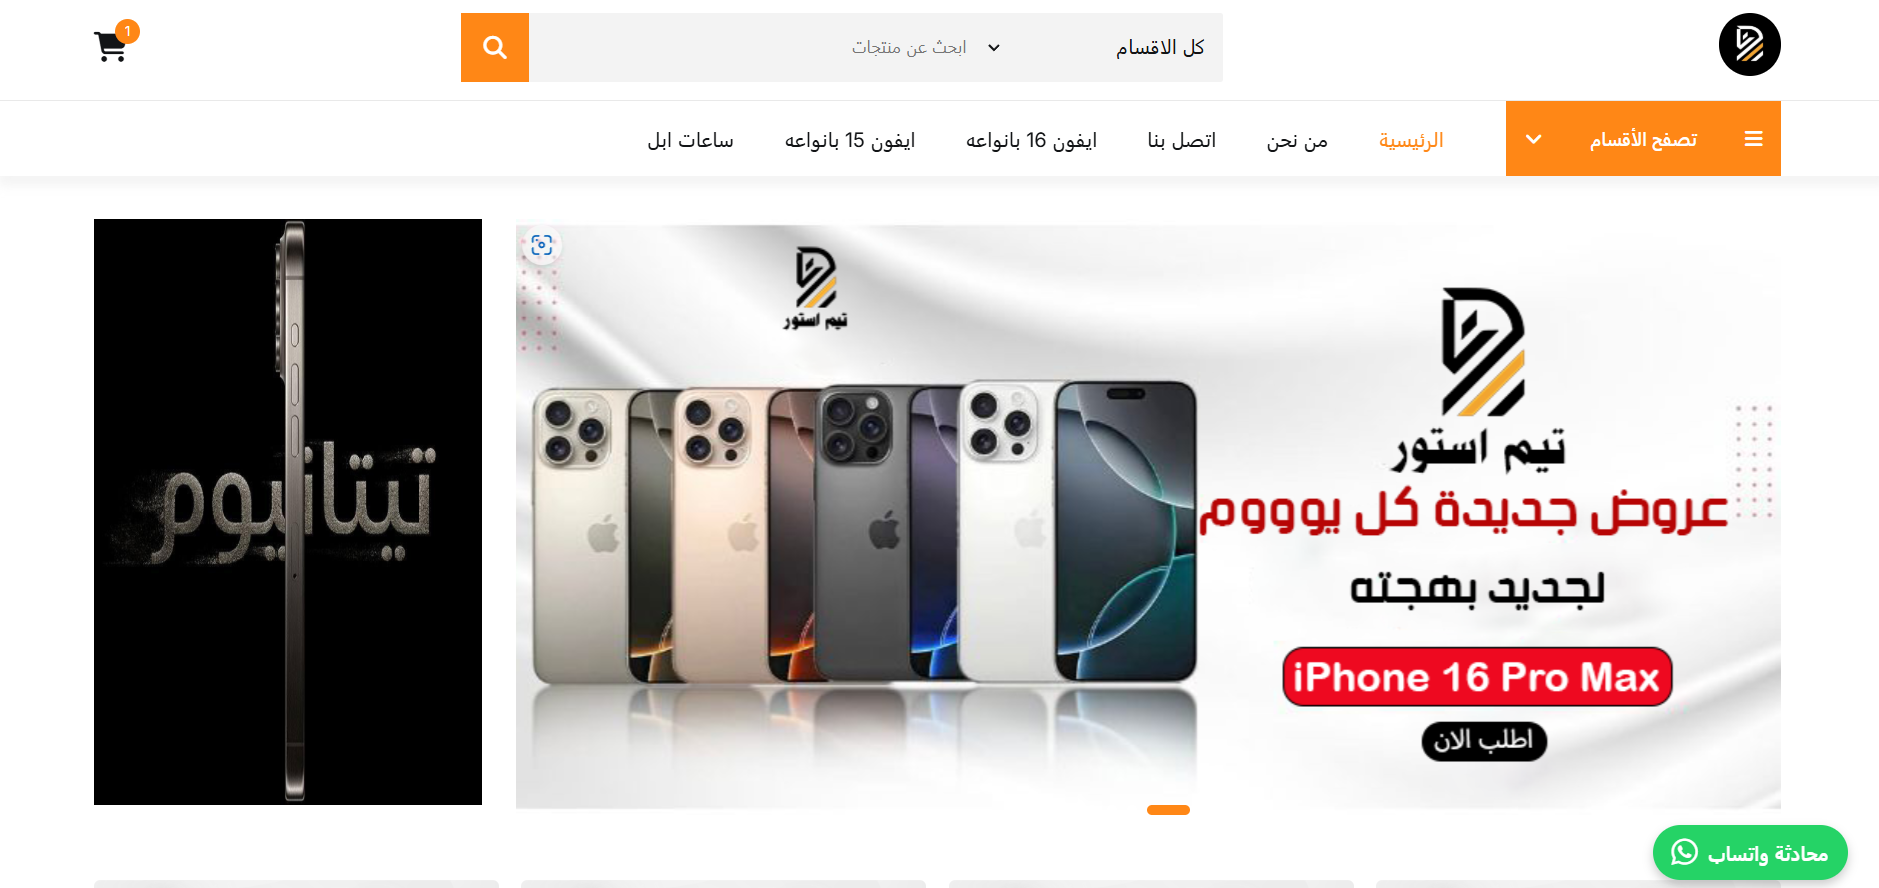 1
كل الاقسام
ابحث عن منتجات
تصفح الأقسام
الرئيسية
من نحن
اتصل بنا
ايفون 16 بانواعه
ايفون 15 بانواعه
ساعات ابل
تيم استور
تيم استور
عروض جديدة كل يوووم
لجديد بهجته
iPhone 16 Pro Max
اطلب الان
تيتانيوم
محادثة واتساب